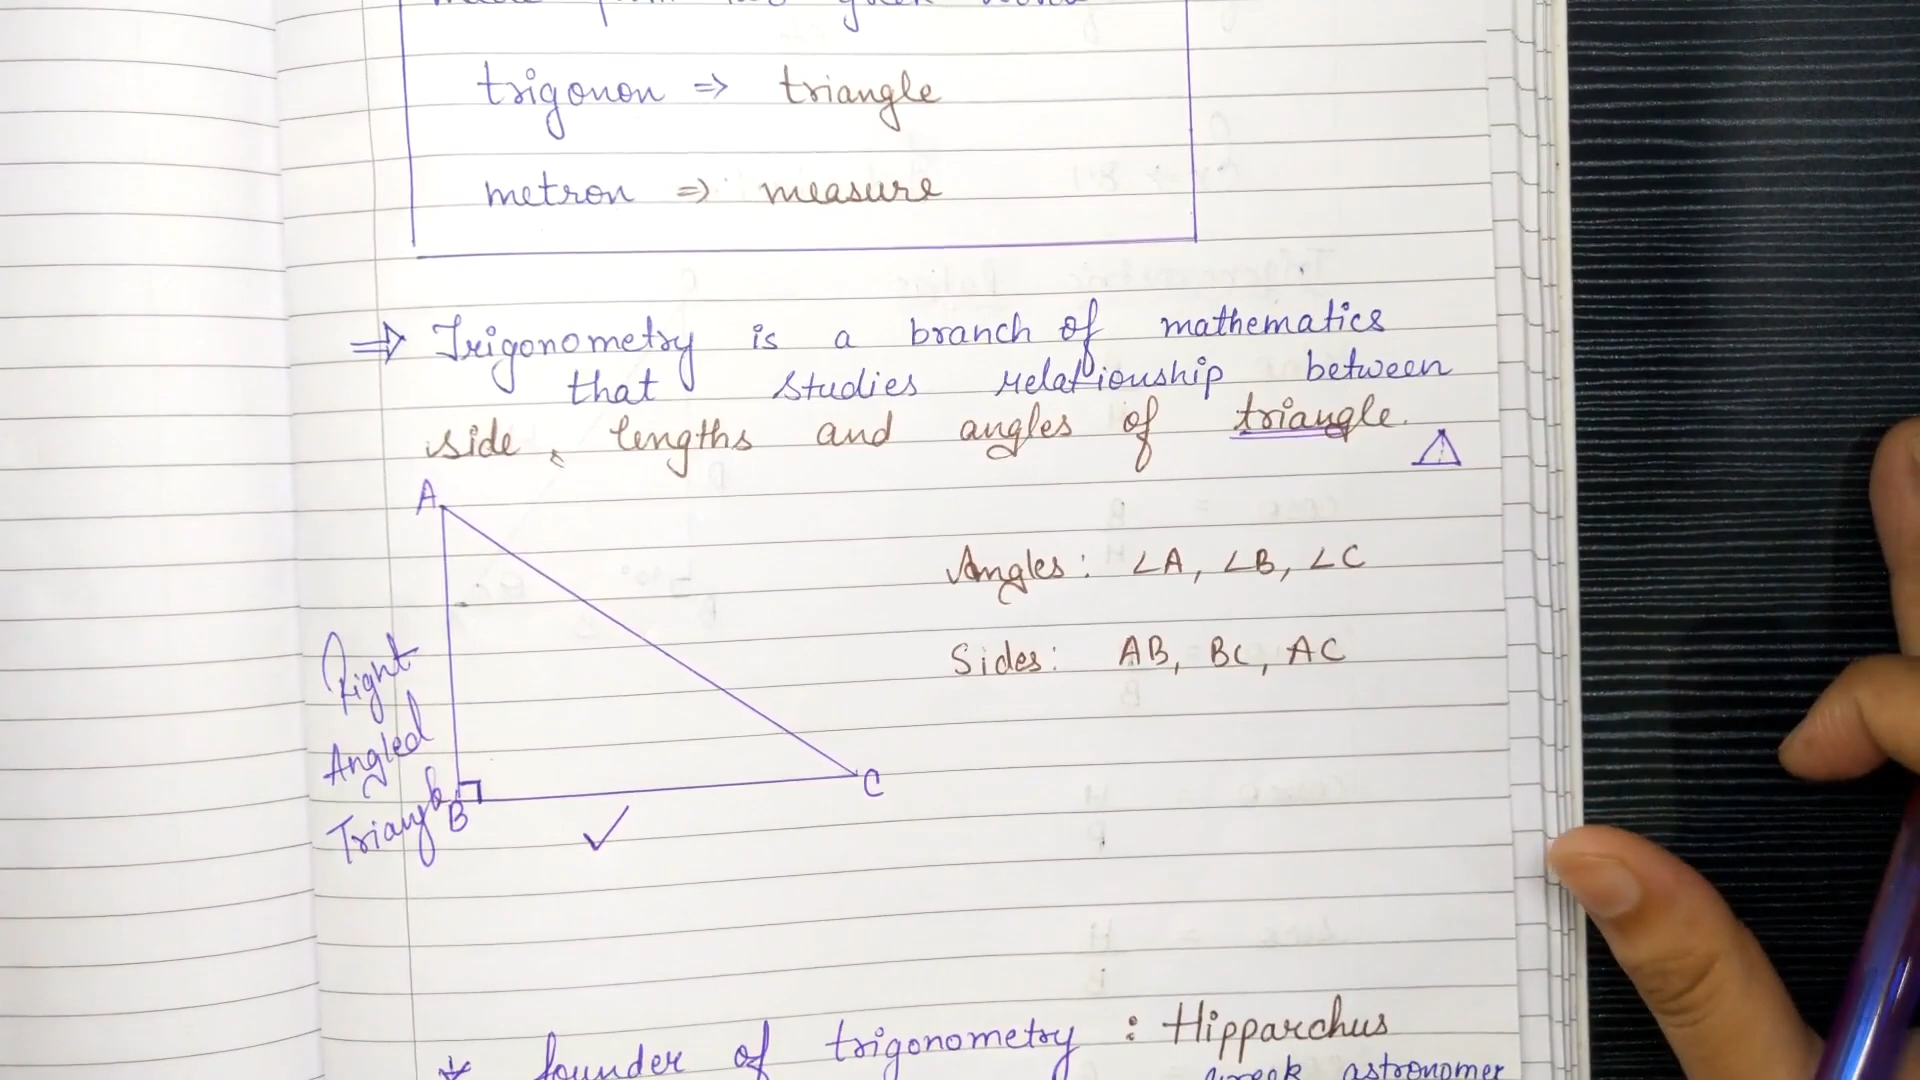 trigonon => triangle
metron => measure
=> Trigonometry is a branch of mathematics
that studies relationship between
side, lengths and angles of triangle.
A
Angles: ∠A, ∠B, ∠C
Sides: AB, BC, AC
Right
Angled
Triangle
B
C
founder of trigonometry : Hipparchus
greek astronomer